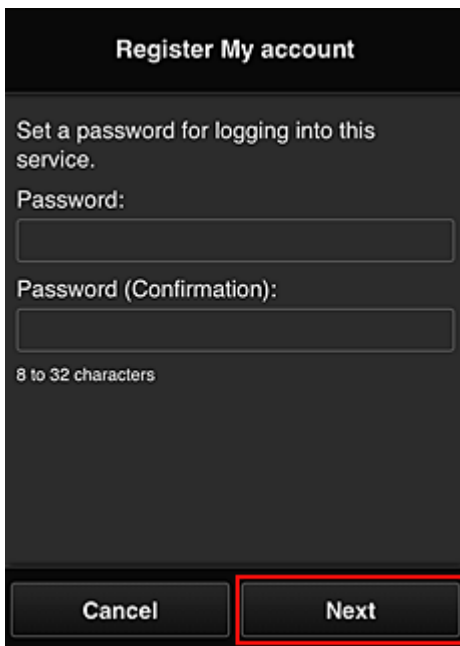 Register My account
Set a password for logging into this
service.
Password:
Password (Confirmation):
8 to 32 characters
Cancel
Next